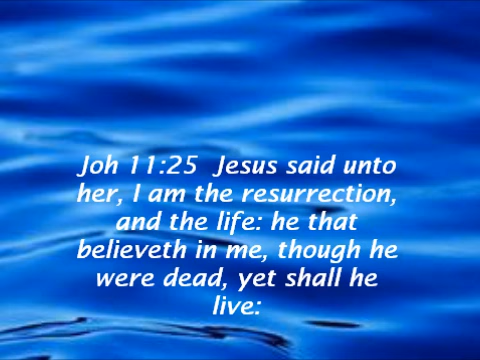 Joh 11:25  Jesus said unto
her, I am the resurrection,
and the life: he that
believeth in me, though he
were dead, yet shall he
live: